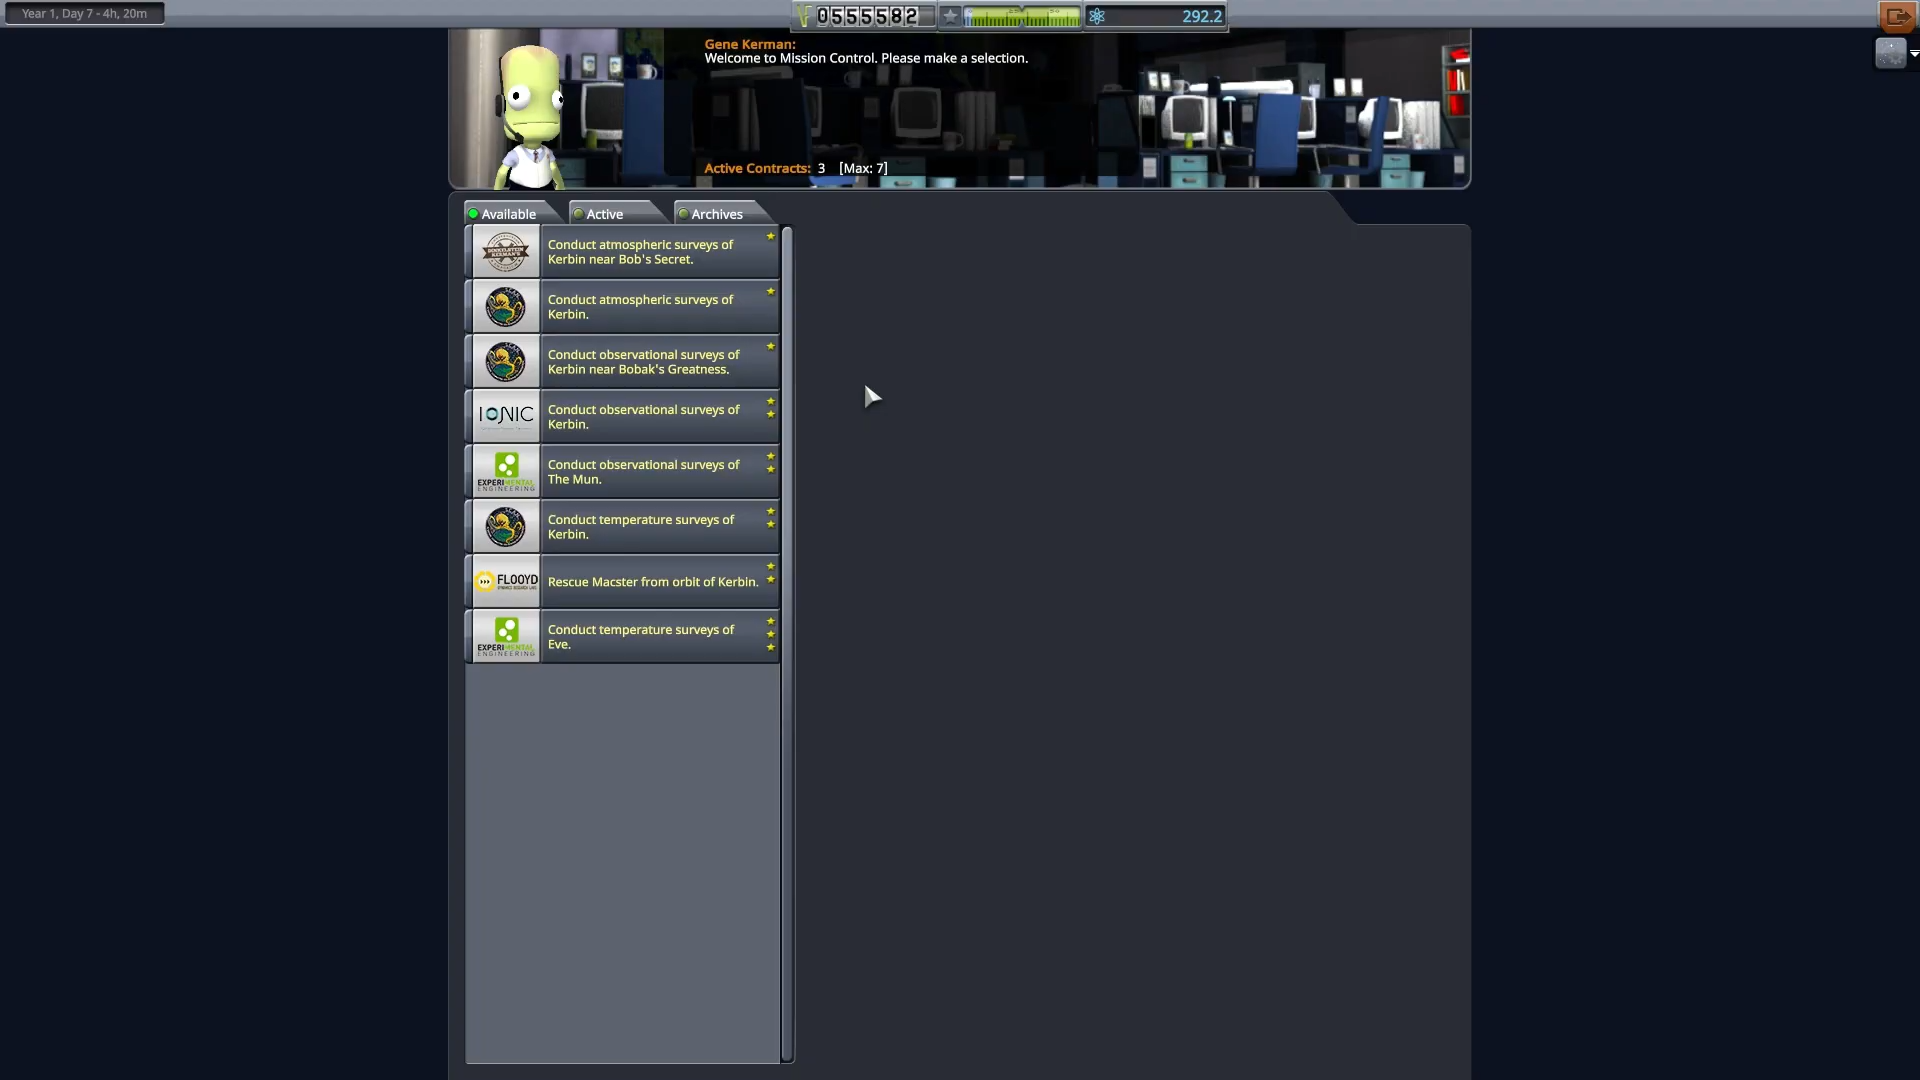 Year 1, Day 7 - 4h, 20m
0555582
292.2
Gene Kerman:
Welcome to Mission Control. Please make a selection.
Active Contracts: 3 [Max: 7]
Available
Active
Archives
Conduct atmospheric surveys of
Kerbin near Bob's Secret.
Conduct atmospheric surveys of
Kerbin.
Conduct observational surveys of
Kerbin near Bobak's Greatness.
IONIC
Conduct observational surveys of
Kerbin.
EXPERIMENTAL
ENGINEERING
Conduct observational surveys of
The Mun.
Conduct temperature surveys of
Kerbin.
FLOOYD
Rescue Macster from orbit of Kerbin.
EXPERIMENTAL
ENGINEERING
Conduct temperature surveys of
Eve.